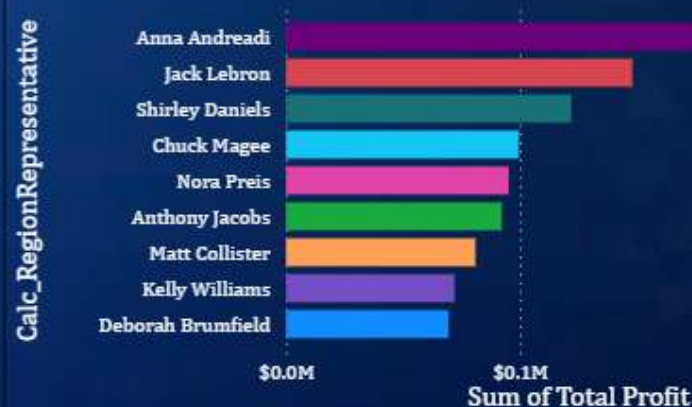 Calc_RegionRepresentative
Anna Andreadi
Jack Lebron
Shirley Daniels
Chuck Magee
Nora Preis
Anthony Jacobs
Matt Collister
Kelly Williams
Deborah Brumfield
$0.0M $0.1M
Sum of Total Profit